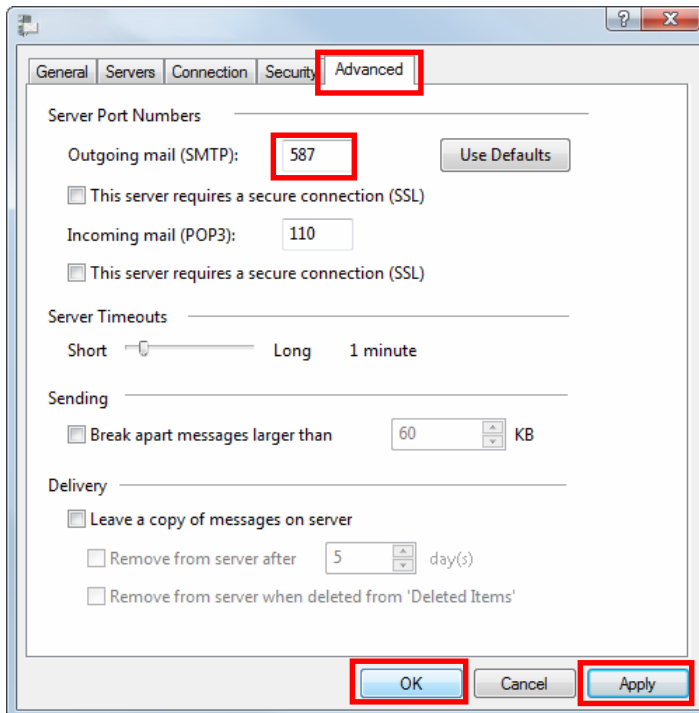 General Servers Connection Security Advanced
Server Port Numbers
Outgoing mail (SMTP): 587 Use Defaults
This server requires a secure connection (SSL)
Incoming mail (POP3): 110
This server requires a secure connection (SSL)
Server Timeouts
Short Long 1 minute
Sending
Break apart messages larger than 60 KB
Delivery
Leave a copy of messages on server
Remove from server after 5 day(s)
Remove from server when deleted from 'Deleted Items'
OK Cancel Apply